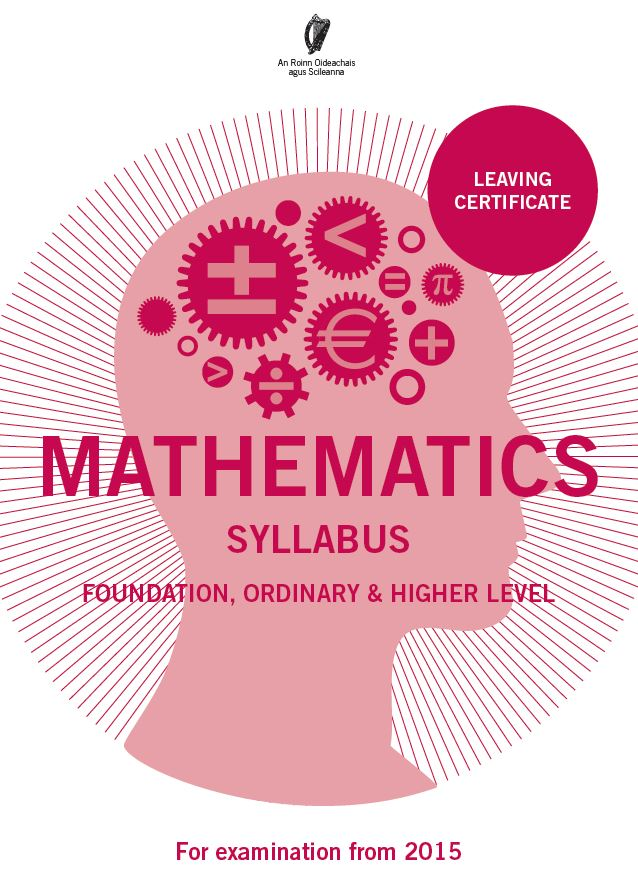 An Roinn Oideachais
agus Scileanna
LEAVING
CERTIFICATE
±
<
=
π
€
+
>
÷
MATHEMATICS
SYLLABUS
FOUNDATION, ORDINARY & HIGHER LEVEL
For examination from 2015